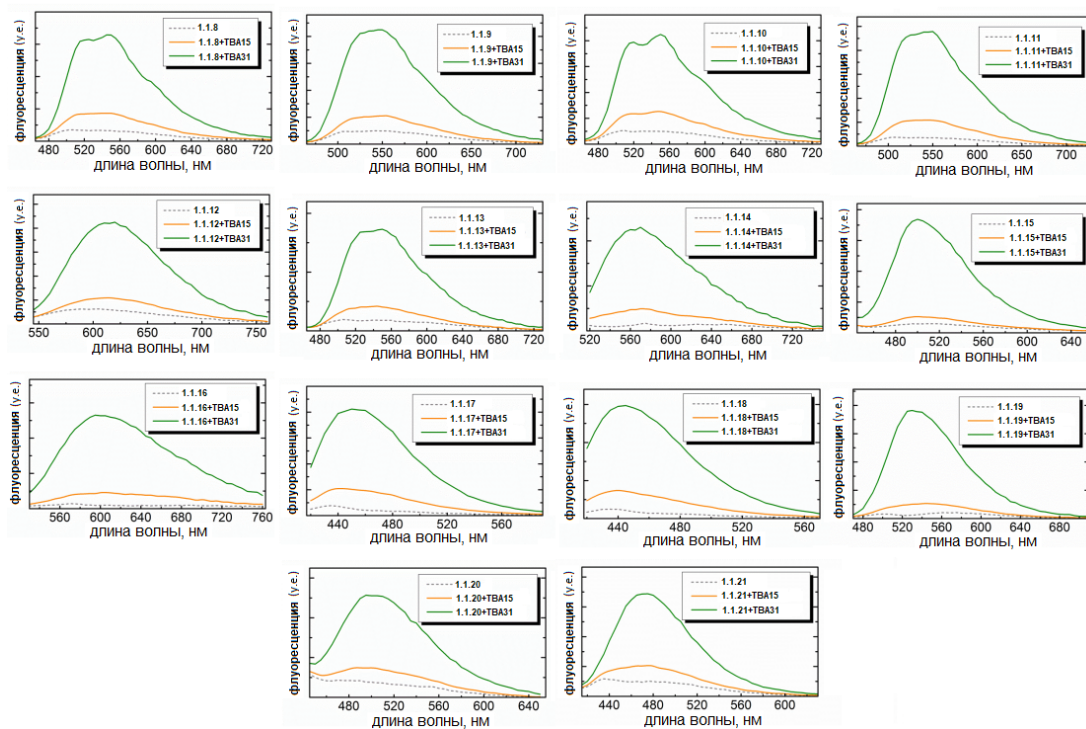 флуоресценция (у.е.)
1.1.8
1.1.8+TBA15
1.1.8+TBA31
480 520 560 600 640 680 720
длина волны, нм
флуоресценция (у.е.)
1.1.9
1.1.9+TBA15
1.1.9+TBA31
500 550 600 650 700
длина волны, нм
флуоресценция (у.е.)
1.1.10
1.1.10+TBA15
1.1.10+TBA31
480 520 560 600 640 680 720
длина волны, нм
флуоресценция (у.е.)
1.1.11
1.1.11+TBA15
1.1.11+TBA31
500 550 600 650 700
длина волны, нм
флуоресценция (у.е.)
1.1.12
1.1.12+TBA15
1.1.12+TBA31
550 600 650 700 750
длина волны, нм
флуоресценция (у.е.)
1.1.13
1.1.13+TBA15
1.1.13+TBA31
480 520 560 600 640 680 720
длина волны, нм
флуоресценция (у.е.)
1.1.14
1.1.14+TBA15
1.1.14+TBA31
520 560 600 640 680 720
длина волны, нм
флуоресценция (у.е.)
1.1.15
1.1.15+TBA15
1.1.15+TBA31
480 520 560 600 640
длина волны, нм
флуоресценция (у.е.)
1.1.16
1.1.16+TBA15
1.1.16+TBA31
560 600 640 680 720 760
длина волны, нм
флуоресценция (у.е.)
1.1.17
1.1.17+TBA15
1.1.17+TBA31
440 480 520 560
длина волны, нм
флуоресценция (у.е.)
1.1.18
1.1.18+TBA15
1.1.18+TBA31
440 480 520 560
длина волны, нм
флуоресценция (у.е.)
1.1.19
1.1.19+TBA15
1.1.19+TBA31
480 520 560 600 640 680
длина волны, нм
флуоресценция (у.е.)
1.1.20
1.1.20+TBA15
1.1.20+TBA31
480 520 560 600 640
длина волны, нм
флуоресценция (у.е.)
1.1.21
1.1.21+TBA15
1.1.21+TBA31
440 480 520 560 600
длина волны, нм